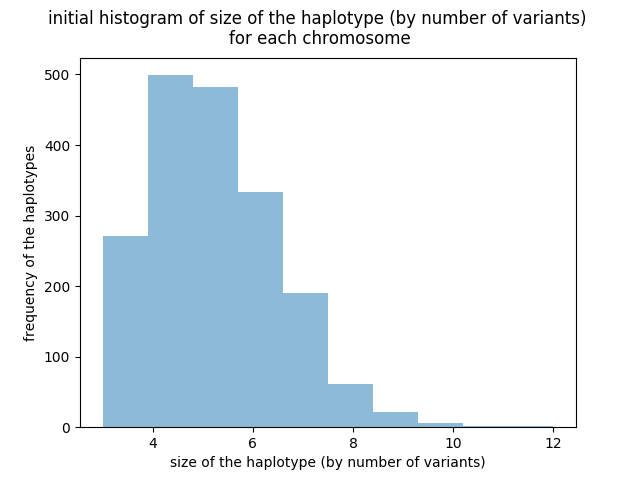 initial histogram of size of the haplotype (by number of variants)
for each chromosome
500
400
300
200
100
0
frequency of the haplotypes
4 6 8 10 12
size of the haplotype (by number of variants)